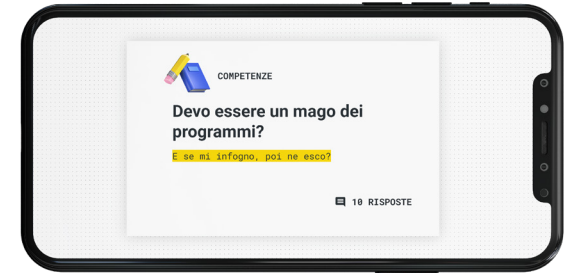 COMPETENZE
Devo essere un mago dei
programmi?
E se mi infogno, poi ne esco?
10 RISPOSTE